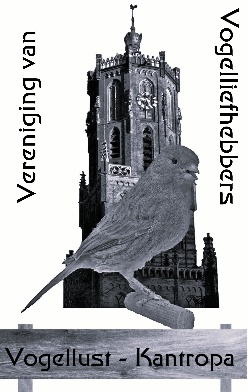 Vereniging van
Vogelliefhebbers
Vogellust - Kantropa